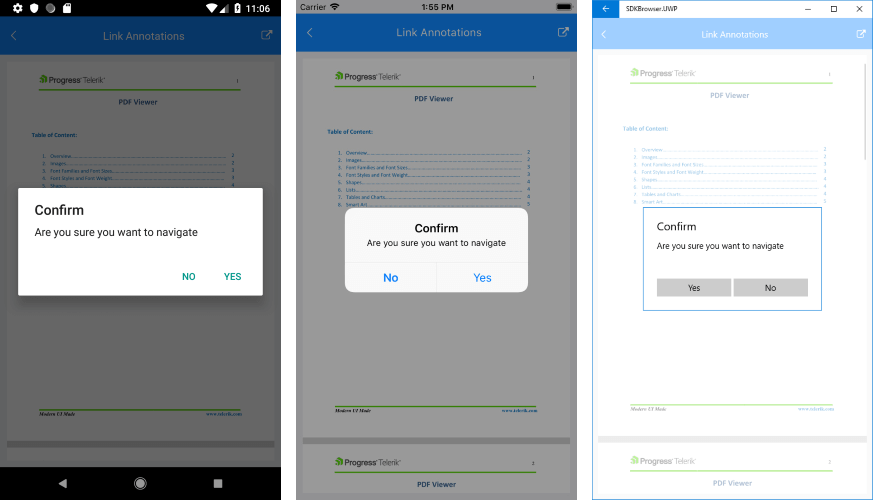 11:06
Link Annotations
Progress Telerik
1
PDF Viewer
Table of Content:
1. Overview 2
2. Images 2
3. Font Families and Font Sizes 3
4. Font Styles and Font Weight 3
5. Shapes
Confirm
Are you sure you want to navigate
NO YES
Modern UI Made www.telerik.com
Carrier 1:55 PM
Link Annotations
Progress Telerik
1
PDF Viewer
Table of Content:
1. Overview 2
2. Images 2
3. Font Families and Font Sizes 3
4. Font Styles and Font Weight 3
5. Shapes 4
6. Lists 4
7. Tables and Charts 4
8. Smart Art
Confirm
Are you sure you want to navigate
No Yes
Modern UI Made www.telerik.com
Progress Telerik
2
PDF Viewer
SDKBrowser.UWP
Link Annotations
Progress Telerik
1
PDF Viewer
Table of Content:
1. Overview 2
2. Images 2
3. Font Families and Font Sizes 3
4. Font Styles and Font Weight 3
5. Shapes 4
6. Lists 4
7. Tables and Charts 4
8. Smart Art
Confirm
Are you sure you want to navigate
Yes No
Modern UI Made www.telerik.com
Progress Telerik
2
PDF Viewer